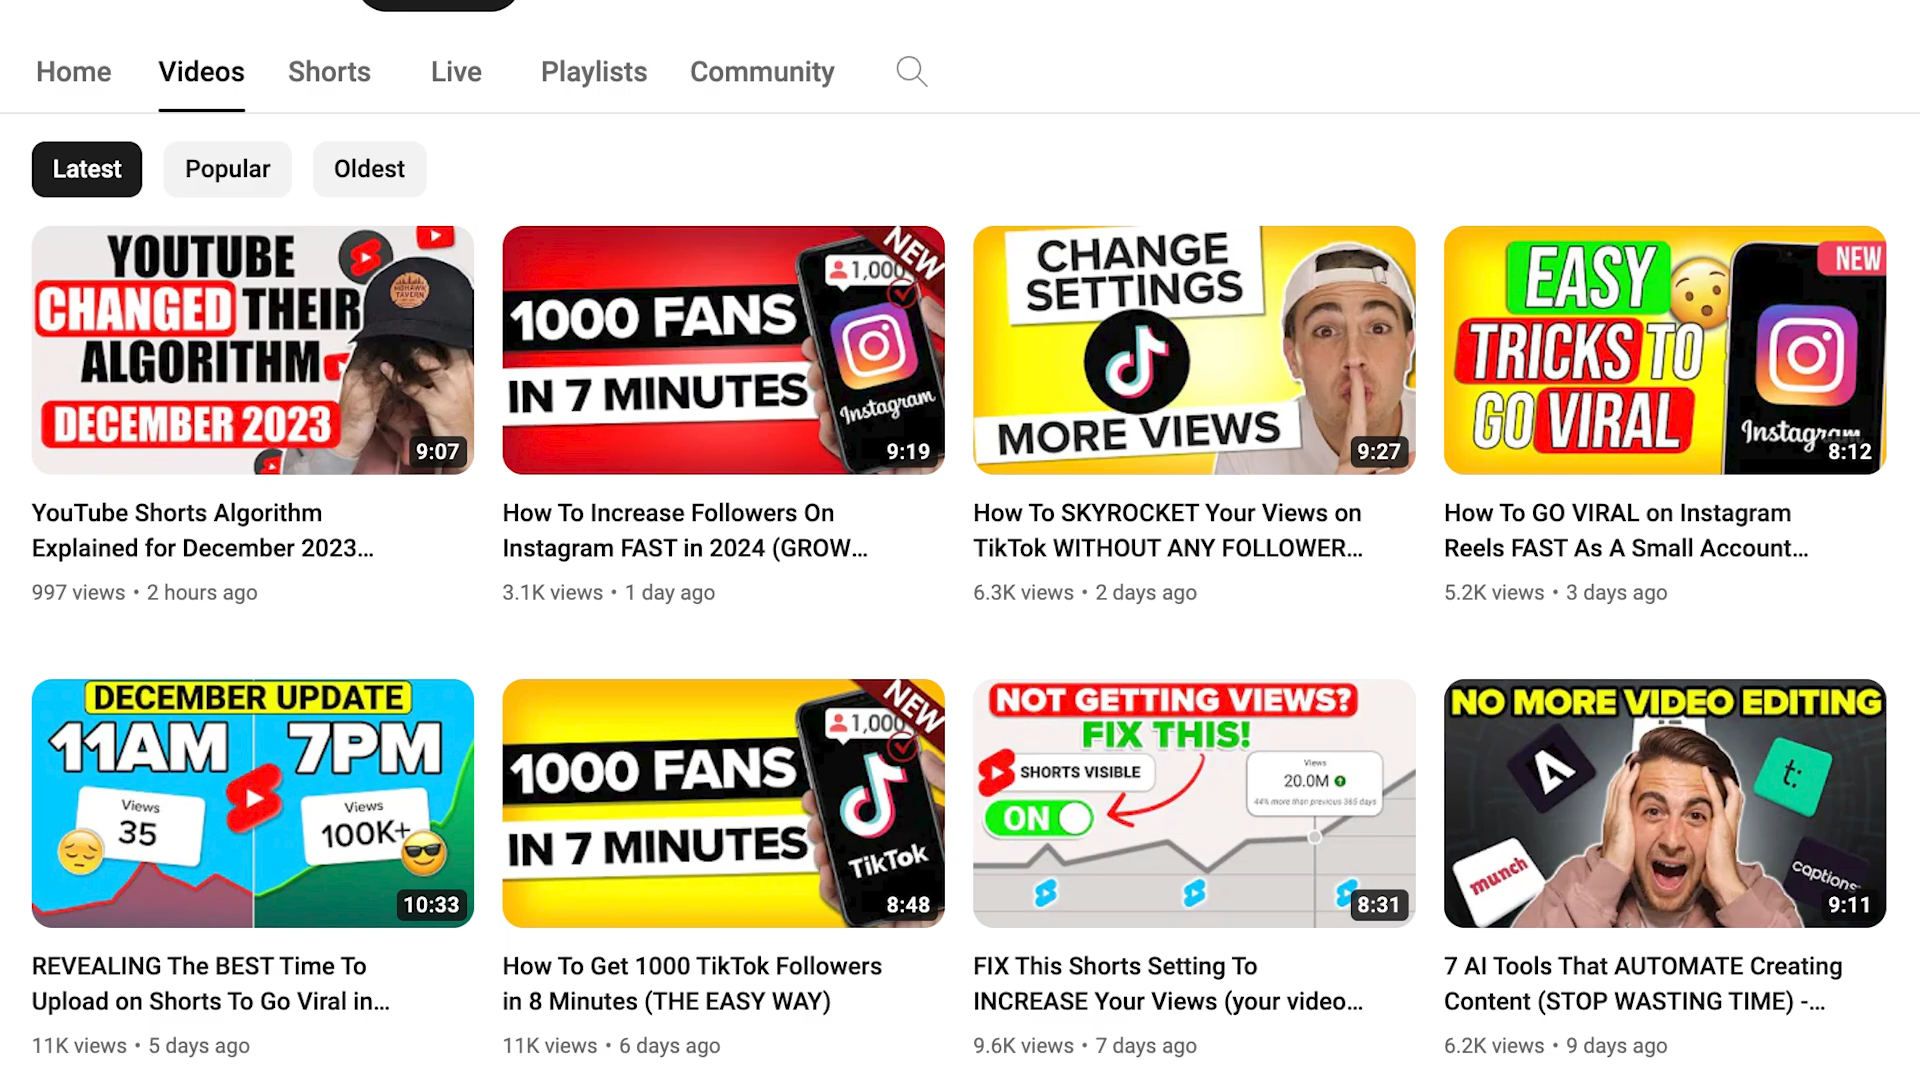 Home Videos Shorts Live Playlists Community
Latest Popular Oldest
YOUTUBE
CHANGED THEIR
ALGORITHM
DECEMBER 2023
MOHAWK
TAVERN
9:07
YouTube Shorts Algorithm
Explained for December 2023...
997 views • 2 hours ago
NEW
1,000
1000 FANS
IN 7 MINUTES
Instagram
9:19
How To Increase Followers On
Instagram FAST in 2024 (GROW...
3.1K views • 1 day ago
CHANGE
SETTINGS
MORE VIEWS
9:27
How To SKYROCKET Your Views on
TikTok WITHOUT ANY FOLLOWER...
6.3K views • 2 days ago
NEW
EASY
TRICKS TO
GO VIRAL
Instagram
8:12
How To GO VIRAL on Instagram
Reels FAST As A Small Account...
5.2K views • 3 days ago
DECEMBER UPDATE
11AM 7PM
Views
35
Views
100K+
10:33
REVEALING The BEST Time To
Upload on Shorts To Go Viral in...
11K views • 5 days ago
NEW
1,000
1000 FANS
IN 7 MINUTES
TikTok
8:48
How To Get 1000 TikTok Followers
in 8 Minutes (THE EASY WAY)
11K views • 6 days ago
NOT GETTING VIEWS?
FIX THIS!
SHORTS VISIBLE
ON
Views
20.0M
44% more than previous 365 days
8:31
FIX This Shorts Setting To
INCREASE Your Views (your video...
9.6K views • 7 days ago
NO MORE VIDEO EDITING
t:
munch
captions
9:11
7 AI Tools That AUTOMATE Creating
Content (STOP WASTING TIME) -...
6.2K views • 9 days ago